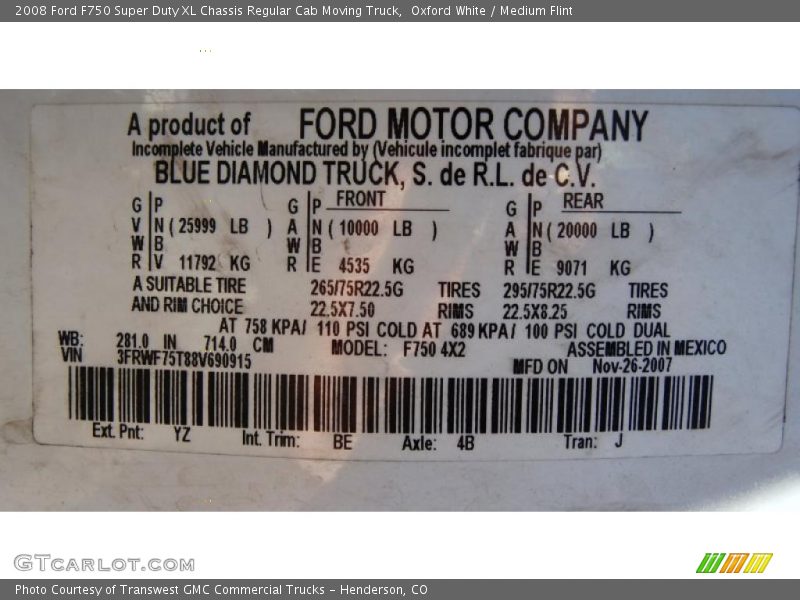 2008 Ford F750 Super Duty XL Chassis Regular Cab Moving Truck,  Oxford White / Medium Flint
A product of FORD MOTOR COMPANY
Incomplete Vehicle Manufactured by (Vehicule incomplet fabrique par)
BLUE DIAMOND TRUCK, S. de R.L. de C.V.
G P G P FRONT G P REAR
V N ( 25999 LB ) A N ( 10000 LB ) A N ( 20000 LB )
W B W B W B
R V 11792 KG R E 4535 KG R E 9071 KG
A SUITABLE TIRE 265/75R22.5G TIRES 295/75R22.5G TIRES
AND RIM CHOICE 22.5X7.50 RIMS 22.5X8.25 RIMS
AT 758 KPA/ 110 PSI COLD AT 689 KPA/ 100 PSI COLD DUAL
WB: 281.0 IN 714.0 CM MODEL: F750 4X2 ASSEMBLED IN MEXICO
VIN 3FRWF75T88V690915 MFD ON Nov-26-2007
Ext. Pnt: YZ Int. Trim: BE Axle: 4B Tran: J
GTCARLOT.COM
Photo Courtesy of Transwest GMC Commercial Trucks - Henderson, CO